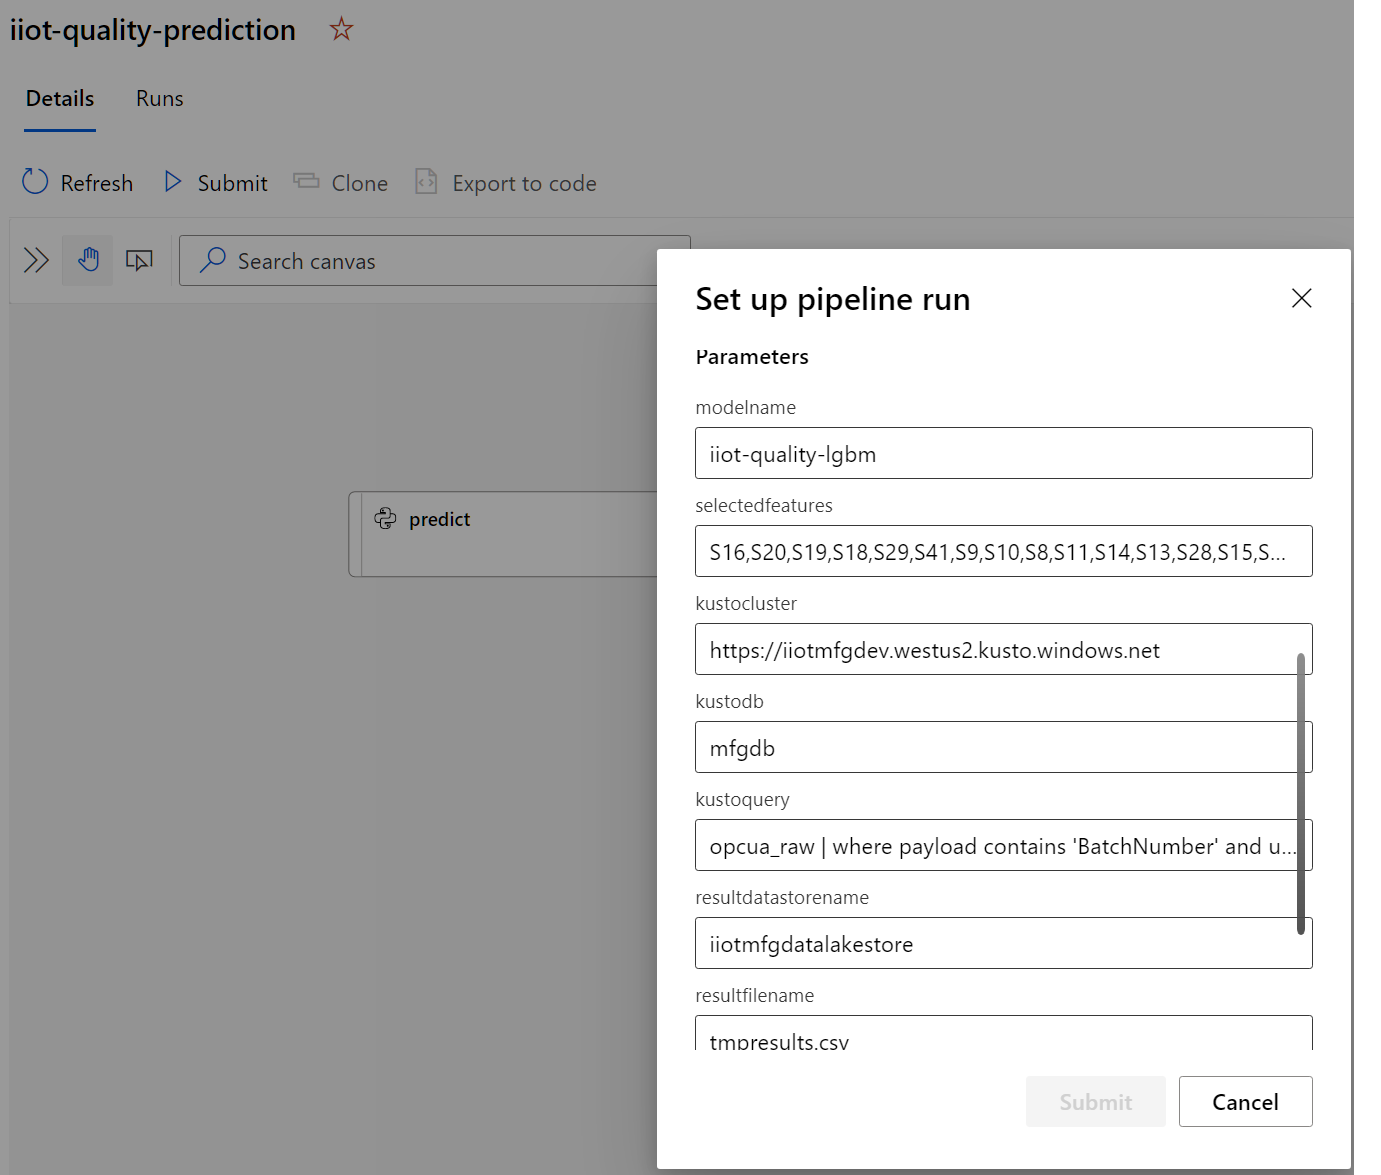 iiot-quality-prediction
Details Runs
Refresh Submit Clone Export to code
Search canvas
predict
Set up pipeline run
Parameters
modelname
iiot-quality-lgbm
selectedfeatures
S16,S20,S19,S18,S29,S41,S9,S10,S8,S11,S14,S13,S28,S15,S...
kustocluster
https://iiotmfgdev.westus2.kusto.windows.net
kustodb
mfgdb
kustoquery
opcua_raw | where payload contains 'BatchNumber' and u...
resultdatastorename
iiotmfgdatalakestore
resultfilename
tmpresults.csv
Submit Cancel